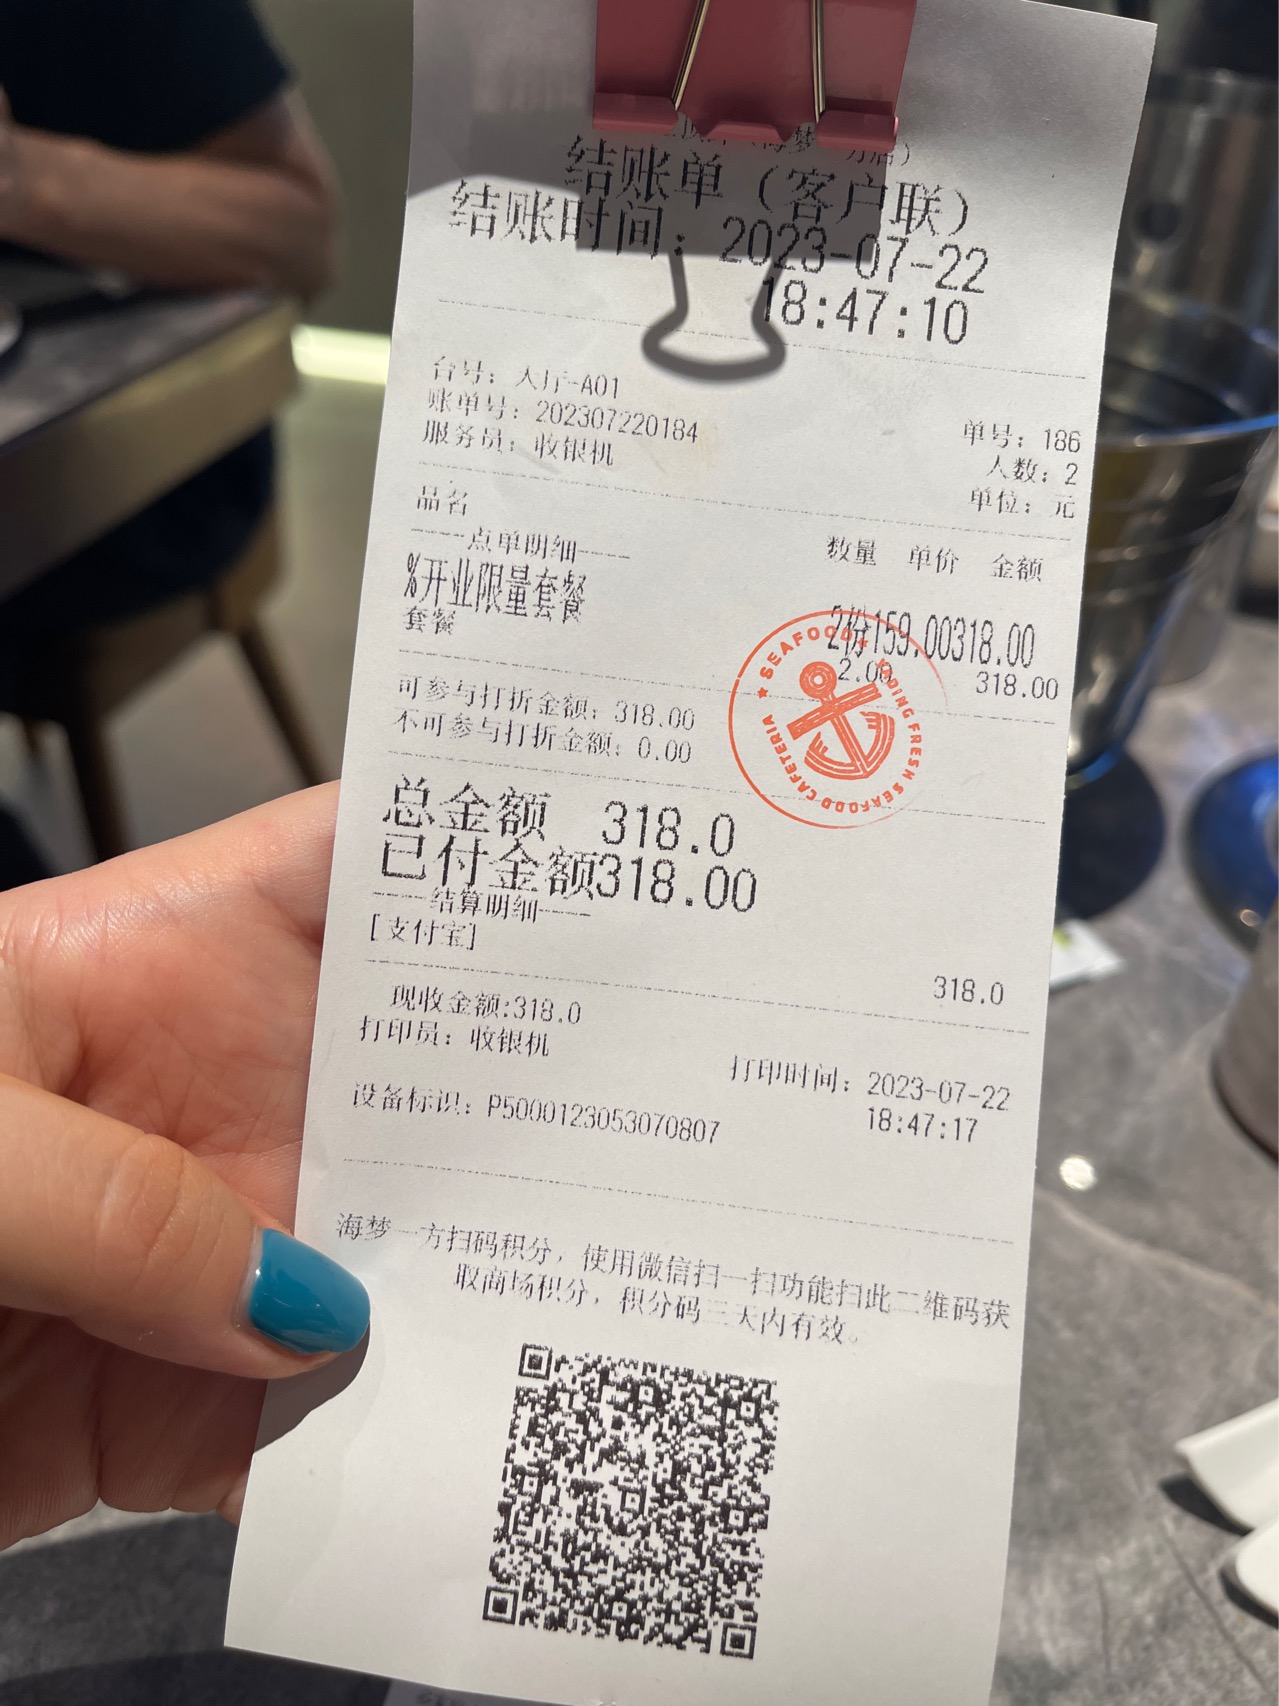 结账单（客户联）
结账时间：2023-07-22
18:47:10
台号：大厅-A01
账单号：202307220184
服务员：收银机
单号：186
人数：2
单位：元
品名 数量 单价 金额
----点单明细----
%开业限量套餐 2份159.00318.00
套餐 2.00 318.00
可参与打折金额：318.00
不可参与打折金额：0.00
SEAFOOD
FRESH SEAFOOD CAFETERIA
总金额 318.0
已付金额318.00
----结算明细----
[支付宝] 318.0
现收金额:318.0
打印员：收银机
打印时间：2023-07-22
18:47:17
设备标识：P5000123053070807
海梦一方扫码积分，使用微信扫一扫功能扫此二维码获
取商场积分，积分码三天内有效。